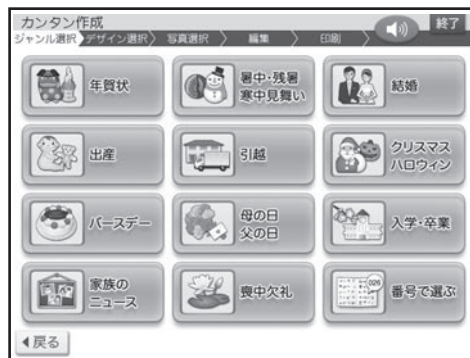 カンタン作成
終了
ジャンル選択 デザイン選択 写真選択 編集 印刷
年賀状
暑中・残暑
寒中見舞い
結婚
出産
引越
クリスマス
ハロウィン
バースデー
母の日
父の日
入学・卒業
家族の
ニュース
喪中欠礼
026
番号で選ぶ
戻る